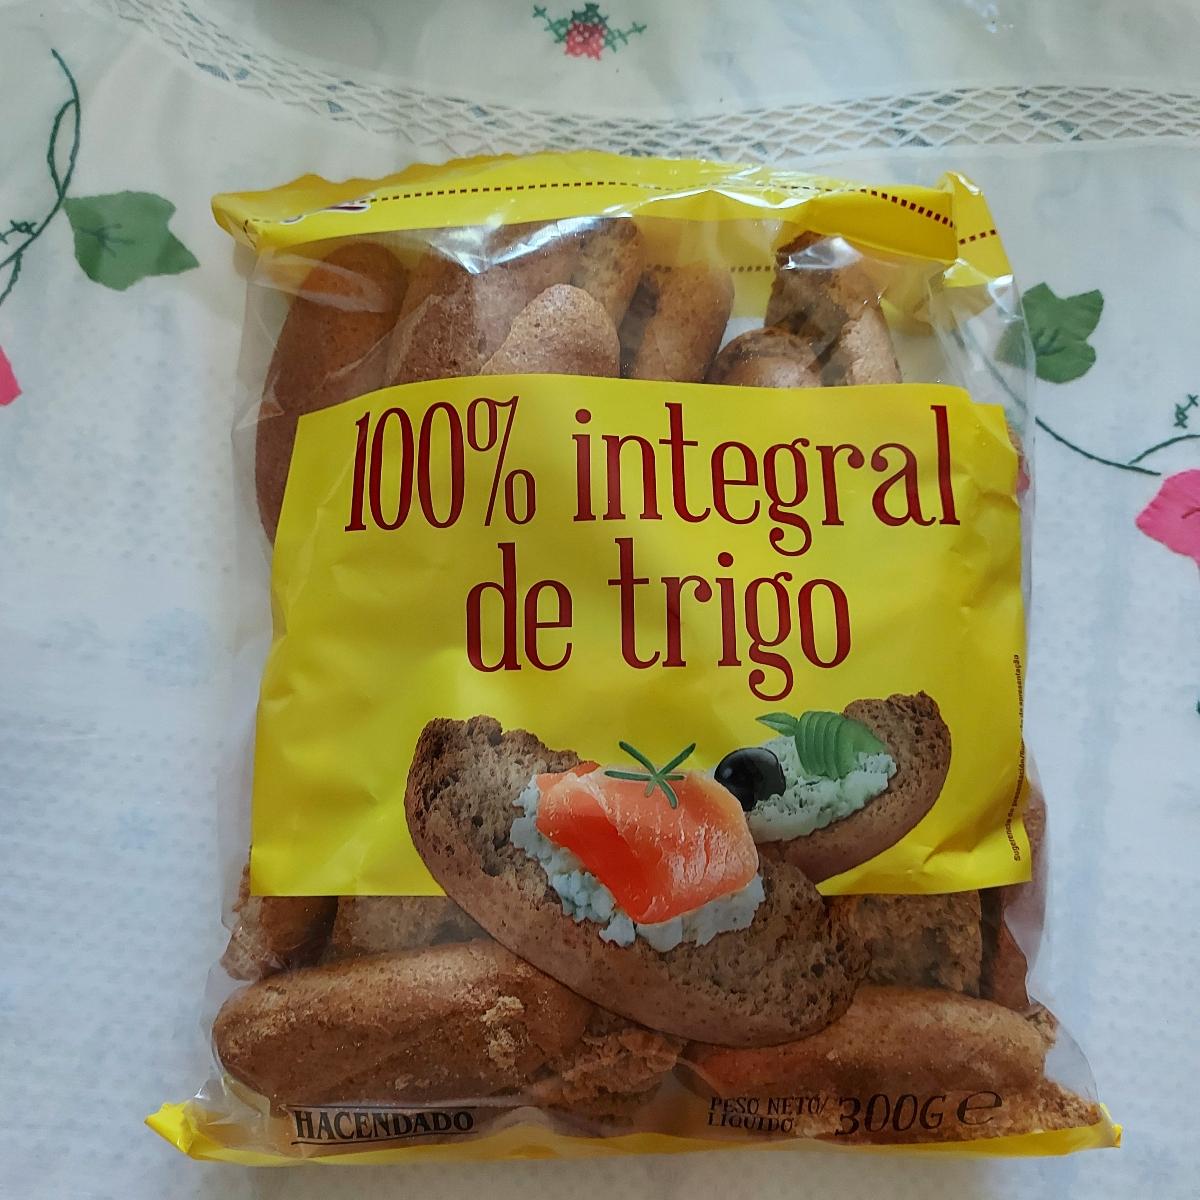 100% integral
de trigo
HACENDADO
PESO NETO/
LÍQUIDO
300G e